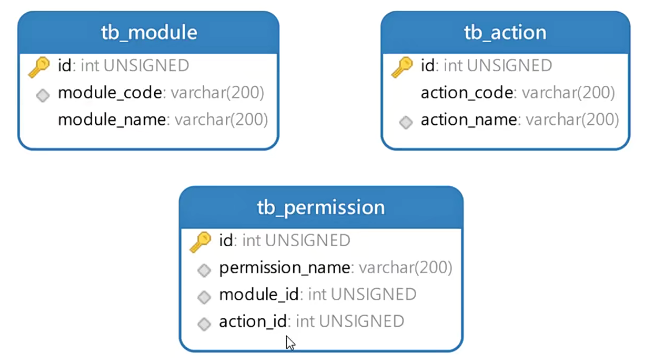 tb_module
id: int UNSIGNED
module_code: varchar(200)
module_name: varchar(200)
tb_action
id: int UNSIGNED
action_code: varchar(200)
action_name: varchar(200)
tb_permission
id: int UNSIGNED
permission_name: varchar(200)
module_id: int UNSIGNED
action_id: int UNSIGNED